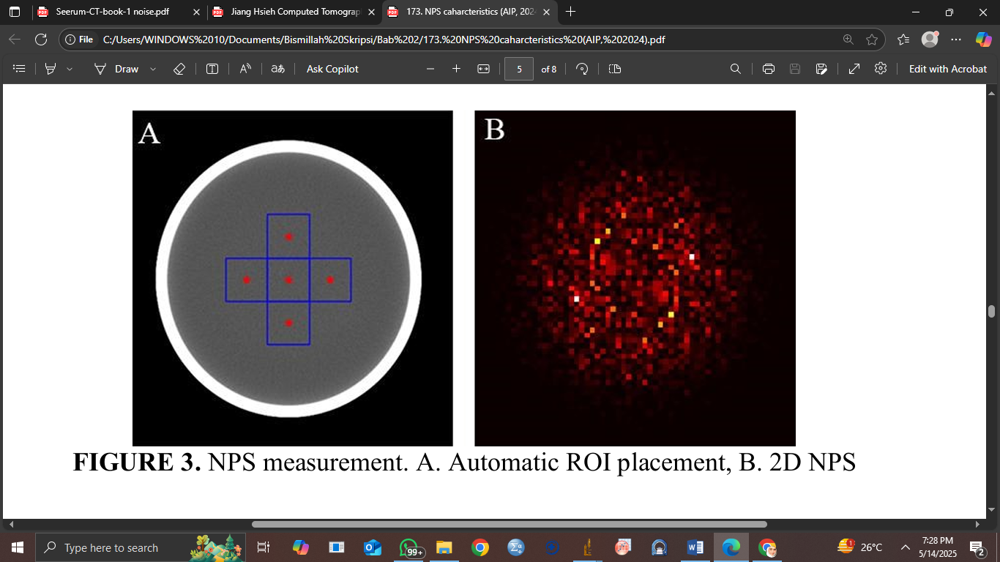 Seerum-CT-book-1 noise.pdf
Jiang Hsieh Computed Tomograp
173. NPS caharcteristics (AIP, 202
File
C:/Users/WINDOWS%2010/Documents/Bismillah%20Skripsi/Bab%202/173.%20NPS%20caharcteristics%20(AIP,%202024).pdf
Draw
aあ
Ask Copilot
5
of 8
Edit with Acrobat
A
B
FIGURE 3. NPS measurement. A. Automatic ROI placement, B. 2D NPS
Type here to search
99+
26°C
7:28 PM
5/14/2025
2